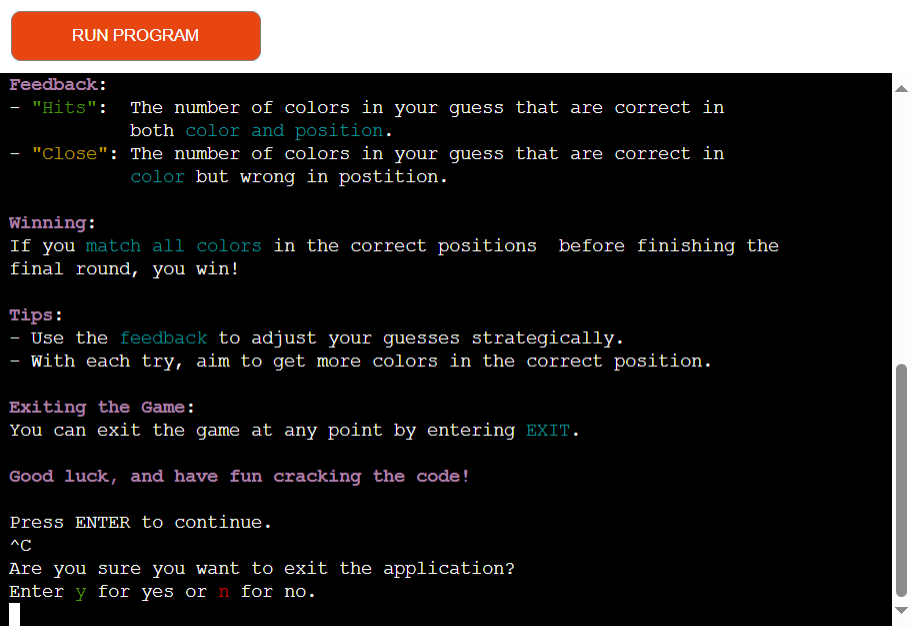 RUN PROGRAM
Feedback:
- "Hits":  The number of colors in your guess that are correct in
           both color and position.
- "Close": The number of colors in your guess that are correct in
           color but wrong in postition.
Winning:
If you match all colors in the correct positions  before finishing the
final round, you win!
Tips:
- Use the feedback to adjust your guesses strategically.
- With each try, aim to get more colors in the correct position.
Exiting the Game:
You can exit the game at any point by entering EXIT.
Good luck, and have fun cracking the code!
Press ENTER to continue.
^C
Are you sure you want to exit the application?
Enter y for yes or n for no.